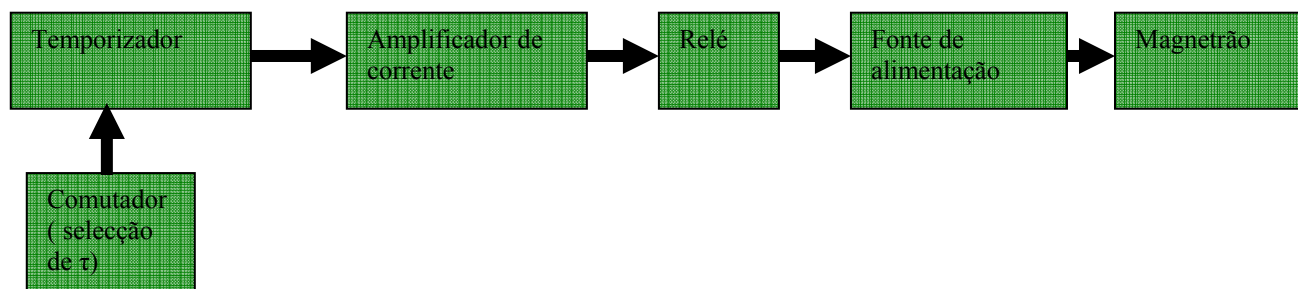 Temporizador
Amplificador de
corrente
Relé
Fonte de
alimentação
Magnetrão
Comutador
( selecção
de τ)